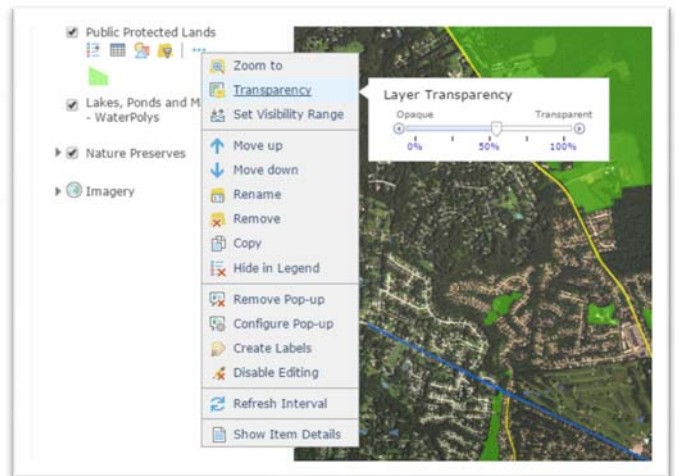 Public Protected Lands
Lakes, Ponds and M
- WaterPolys
Nature Preserves
Imagery
Zoom to
Transparency
Set Visibility Range
Move up
Move down
Rename
Remove
Copy
Hide in Legend
Remove Pop-up
Configure Pop-up
Create Labels
Disable Editing
Refresh Interval
Show Item Details
Layer Transparency
Opaque Transparent
0% 50% 100%